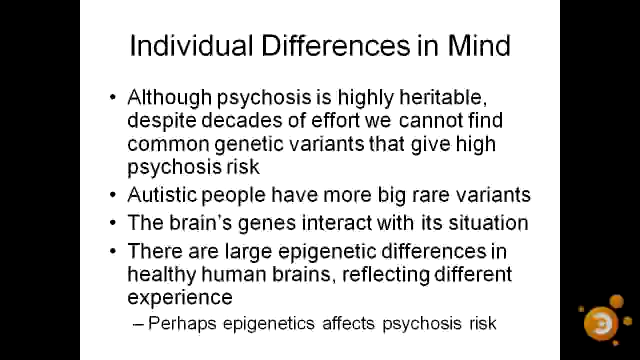 Individual Differences in Mind
• Although psychosis is highly heritable,
despite decades of effort we cannot find
common genetic variants that give high
psychosis risk
• Autistic people have more big rare variants
• The brain's genes interact with its situation
• There are large epigenetic differences in
healthy human brains, reflecting different
experience
– Perhaps epigenetics affects psychosis risk